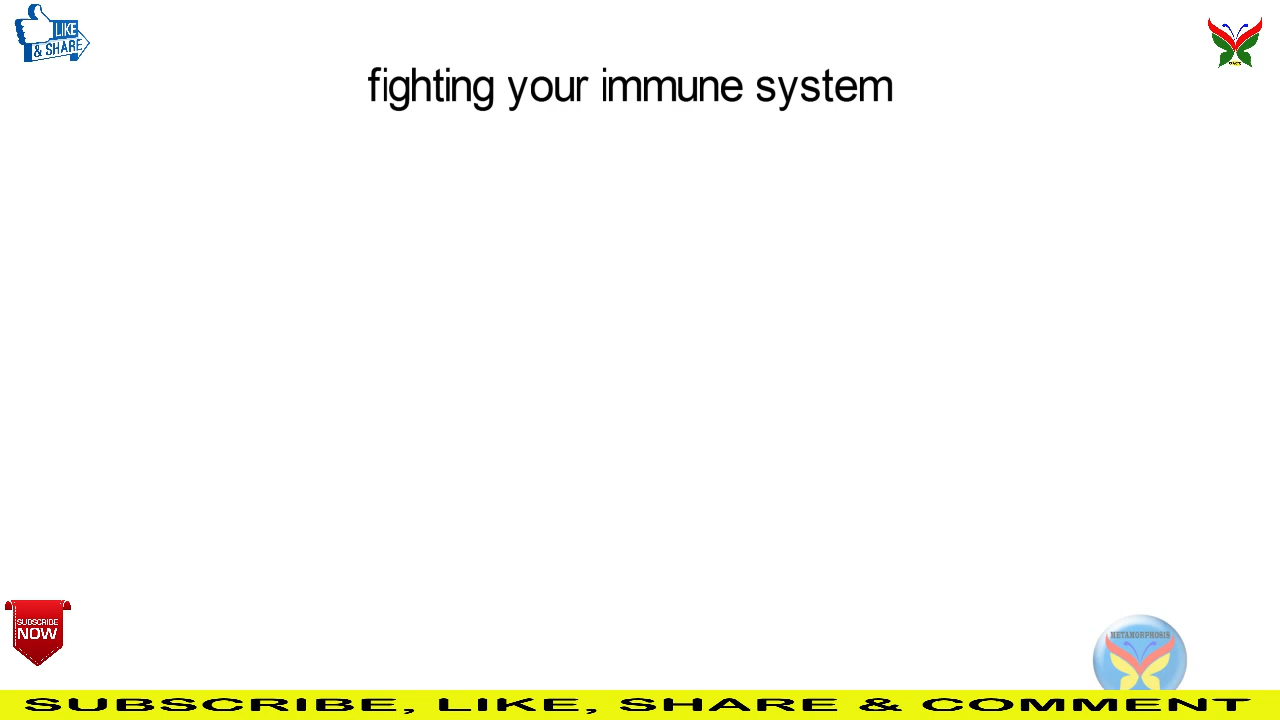 LIKE
& SHARE
fighting your immune system
SUBSCRIBE
NOW
METAMORPHOSIS
SUBSCRIBE, LIKE, SHARE & COMMENT